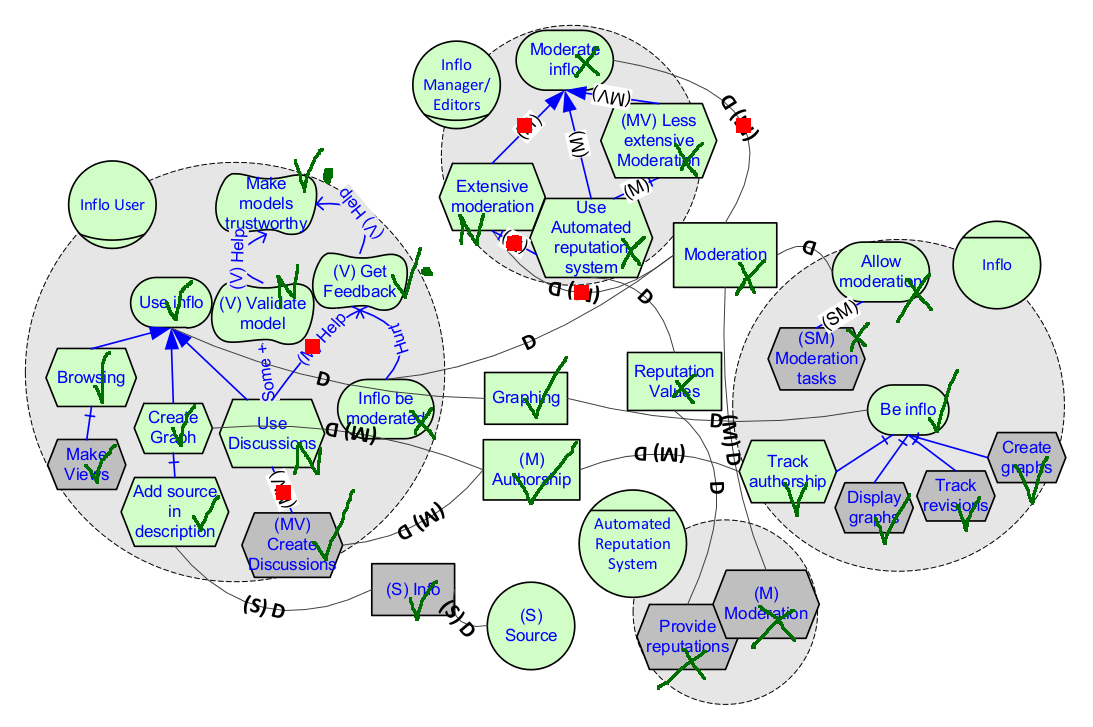 Moderate
inflo
Inflo
Manager/
Editors
(MV)
(MV) Less
extensive
Moderation
D
(M)
(M)
Extensive
moderation
Use
Automated
reputation
system
D
Inflo User
Make
models
trustworthy
(V) Help
(V) Help
(V) Get
Feedback
(V) Validate
model
Use inflo
Help
Hurt
Some +
Browsing
Create
Graph
Use
Discussions
Inflo be
moderated
Make
Views
Add source
in
description
(MV)
Create
Discussions
D
D
D
D (M)
D (M)
D (M)
D (M)
D
D
D
D
Moderation
Reputation
Values
Graphing
(M)
Authorship
Allow
moderation
Inflo
(SM)
(SM)
Moderation
tasks
Be inflo
Track
authorship
Display
graphs
Track
revisions
Create
graphs
Automated
Reputation
System
(M)
Moderation
Provide
reputations
(S) D
(S) Info
(S) D
(S)
Source